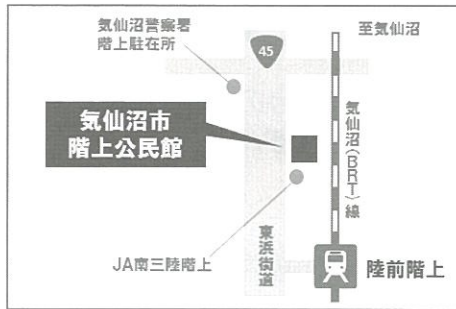 気仙沼警察署
階上駐在所
45
至気仙沼
気仙沼市
階上公民館
気仙沼(BRT)線
JA南三陸階上
東浜街道
陸前階上